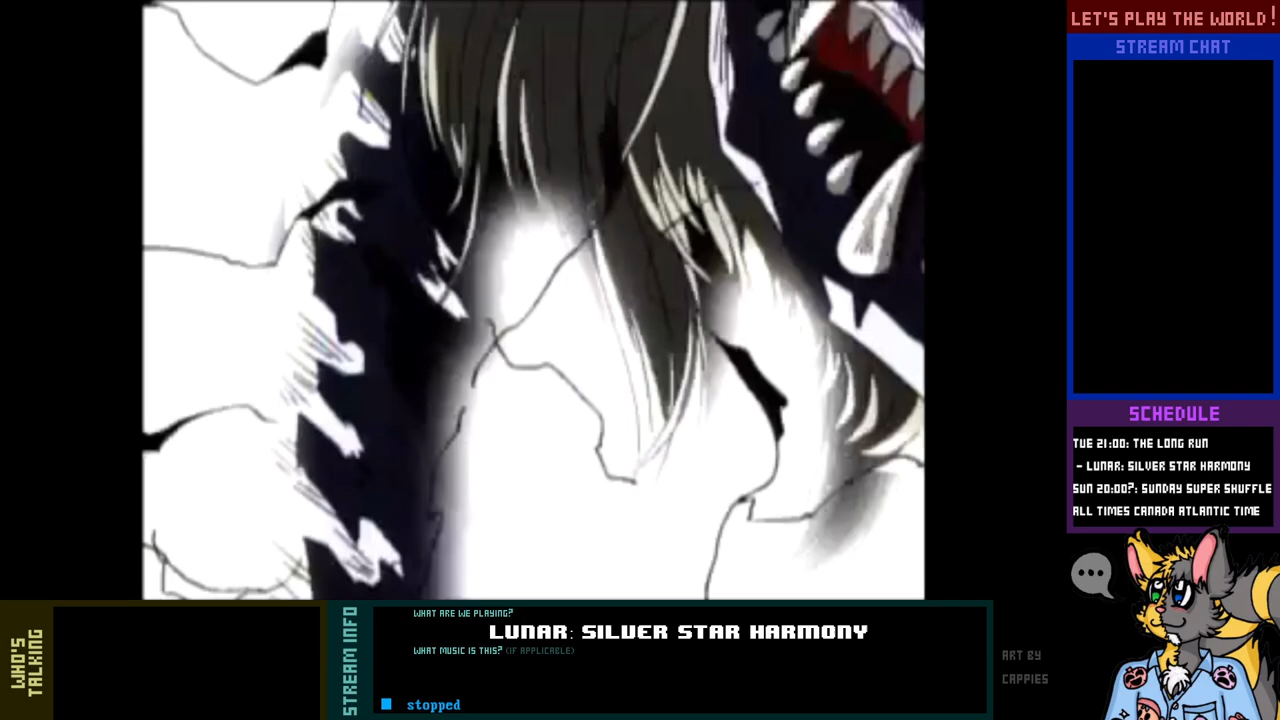 LET'S PLAY THE WORLD!
STREAM CHAT
SCHEDULE
TUE 21:00: THE LONG RUN
- LUNAR: SILVER STAR HARMONY
SUN 20:00?: SUNDAY SUPER SHUFFLE
ALL TIMES CANADA ATLANTIC TIME
WHO'S TALKING
STREAM INFO
WHAT ARE WE PLAYING?
LUNAR: SILVER STAR HARMONY
WHAT MUSIC IS THIS? (IF APPLICABLE)
stopped
ART BY
CAPPIES